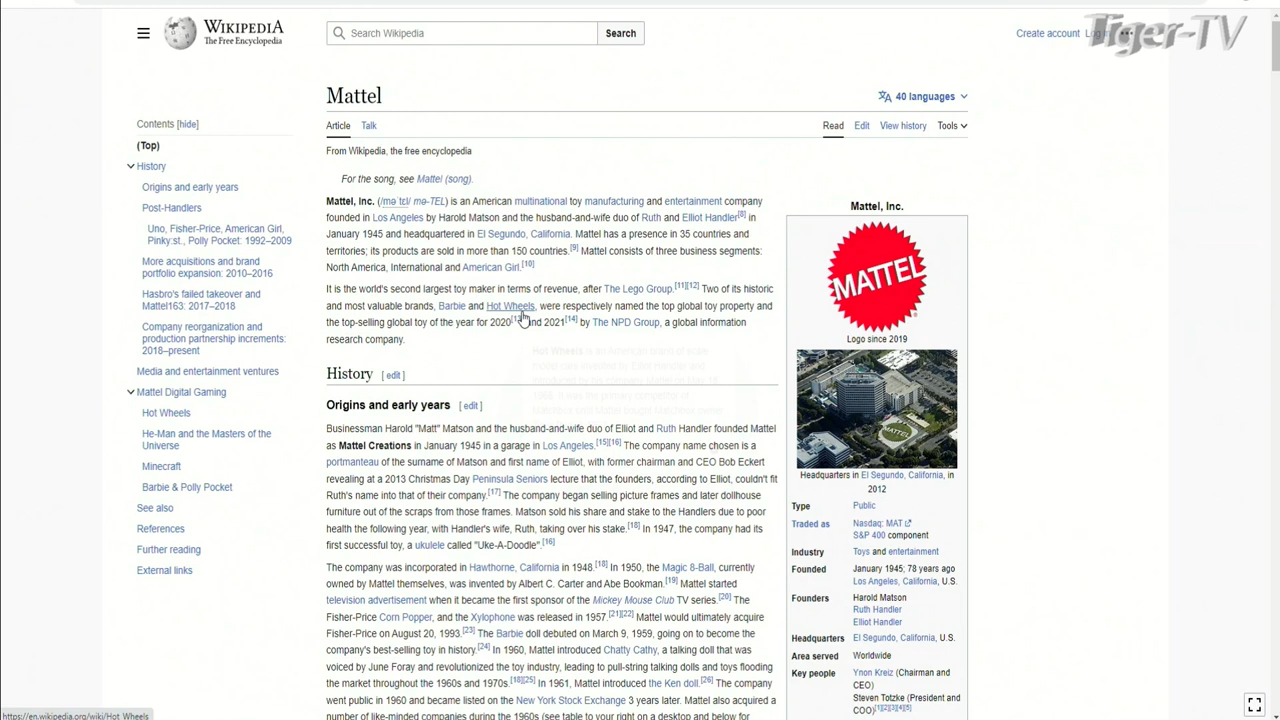 Tiger-TV
WIKIPEDIA
The Free Encyclopedia
Search Wikipedia
Search
Create account
Mattel
40 languages
Article
Talk
Read
Edit
View history
Tools
From Wikipedia, the free encyclopedia
For the song, see Mattel (song).
Contents [hide]
(Top)
History
Origins and early years
Post-Handlers
Uno, Fisher-Price, American Girl,
Pinky:st., Polly Pocket: 1992–2009
More acquisitions and brand
portfolio expansion: 2010–2016
Hasbro's failed takeover and
Mattel163: 2017–2018
Company reorganization and
production partnership increments:
2018–present
Media and entertainment ventures
Mattel Digital Gaming
Hot Wheels
He-Man and the Masters of the
Universe
Minecraft
Barbie & Polly Pocket
See also
References
Further reading
External links
Mattel, Inc. (/məˈtɛl/ mə-TEL) is an American multinational toy manufacturing and entertainment company
founded in Los Angeles by Harold Matson and the husband-and-wife duo of Ruth and Elliot Handler[8] in
January 1945 and headquartered in El Segundo, California. Mattel has a presence in 35 countries and
territories; its products are sold in more than 150 countries.[9] Mattel consists of three business segments:
North America, International and American Girl.[10]
It is the world's second largest toy maker in terms of revenue, after The Lego Group.[11][12] Two of its historic
and most valuable brands, Barbie and Hot Wheels, were respectively named the top global toy property and
the top-selling global toy of the year for 2020 and 2021[14] by The NPD Group, a global information
research company.
History [ edit ]
Origins and early years [ edit ]
Businessman Harold "Matt" Matson and the husband-and-wife duo of Elliot and Ruth Handler founded Mattel
as Mattel Creations in January 1945 in a garage in Los Angeles.[15][16] The company name chosen is a
portmanteau of the surname of Matson and first name of Elliot, with former chairman and CEO Bob Eckert
revealing at a 2013 Christmas Day Peninsula Seniors lecture that the founders, according to Elliot, couldn't fit
Ruth's name into that of their company.[17] The company began selling picture frames and later dollhouse
furniture out of the scraps from those frames. Matson sold his share and stake to the Handlers due to poor
health the following year, with Handler's wife, Ruth, taking over his stake.[18] In 1947, the company had its
first successful toy, a ukulele called "Uke-A-Doodle".[16]
The company was incorporated in Hawthorne, California in 1948.[18] In 1950, the Magic 8-Ball, currently
owned by Mattel themselves, was invented by Albert C. Carter and Abe Bookman.[19] Mattel started
television advertisement when it became the first sponsor of the Mickey Mouse Club TV series.[20] The
Fisher-Price Corn Popper, and the Xylophone was released in 1957.[21][22] Mattel would ultimately acquire
Fisher-Price on August 20, 1993.[23] The Barbie doll debuted on March 9, 1959, going on to become the
company's best-selling toy in history.[24] In 1960, Mattel introduced Chatty Cathy, a talking doll that was
voiced by June Foray and revolutionized the toy industry, leading to pull-string talking dolls and toys flooding
the market throughout the 1960s and 1970s.[18][25] In 1961, Mattel introduced the Ken doll.[26] The company
went public in 1960 and became listed on the New York Stock Exchange 3 years later. Mattel also acquired a
number of like-minded companies during the 1960s (see table to your right on a desktop and below for
Mattel, Inc.
MATTEL
Logo since 2019
MATTEL
Headquarters in El Segundo, California, in
2012
Type Public
Traded as Nasdaq: MAT
S&P 400 component
Industry Toys and entertainment
Founded January 1945; 78 years ago
Los Angeles, California, U.S.
Founders Harold Matson
Ruth Handler
Elliot Handler
Headquarters El Segundo, California, U.S.
Area served Worldwide
Key people Ynon Kreiz (Chairman and
CEO)
Steven Totzke (President and
COO)[1][2][3][4][5]
https://en.wikipedia.org/wiki/Hot_Wheels